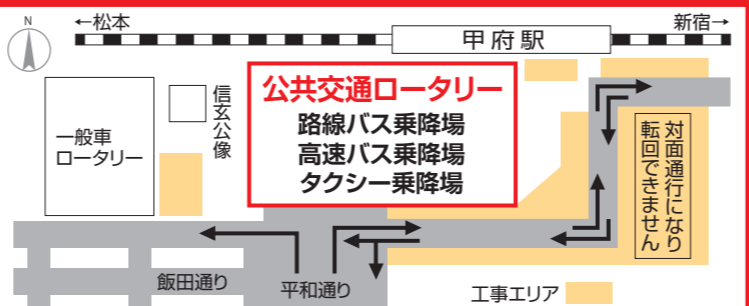 N
←松本
新宿→
甲府駅
公共交通ロータリー
路線バス乗降場
高速バス乗降場
タクシー乗降場
信玄公像
一般車
ロータリー
対面通行になり
転回できません
飯田通り
平和通り
工事エリア